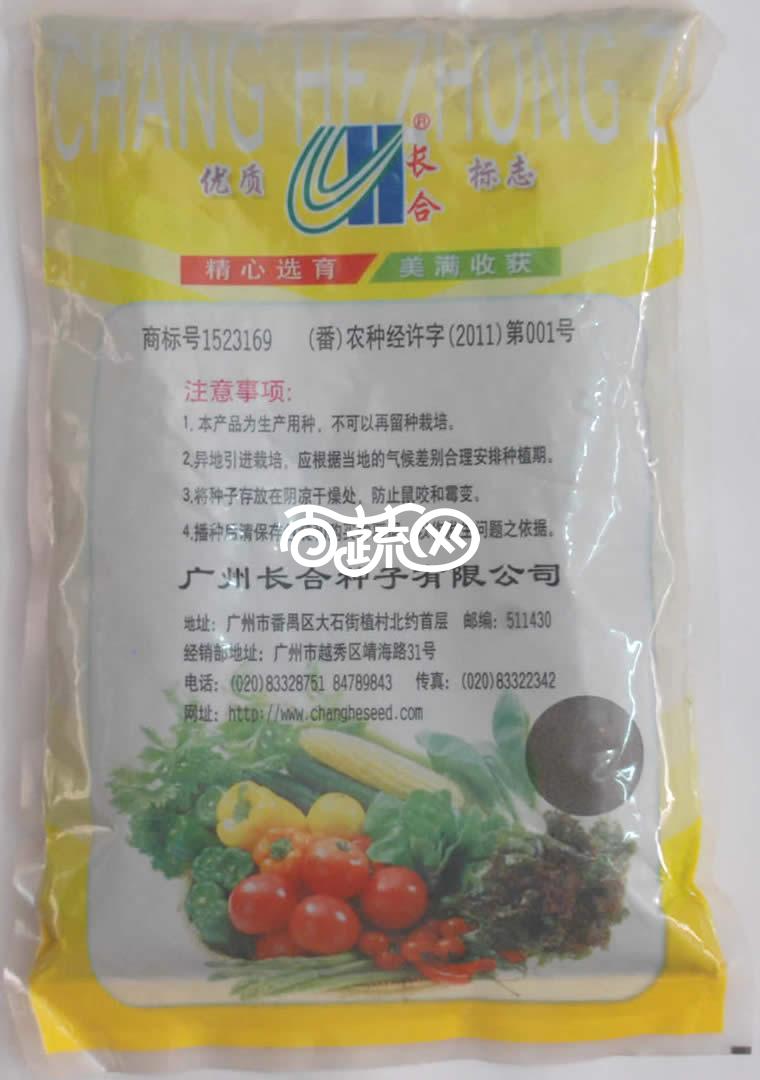 CHANG HE ZHONG Z
优质 长合® 标志
精心选育 美满收获
商标号1523169 (番)农种经许字(2011)第001号
注意事项:
1.本产品为生产用种，不可以再留种栽培。
2.异地引进栽培，应根据当地的气候差别合理安排种植期。
3.将种子存放在阴凉干燥处，防止鼠咬和霉变。
4.播种后请保存 问题之依据。
百蔬网
广州长合种子有限公司
地址：广州市番禺区大石街植村北约首层 邮编：511430
经销部地址：广州市越秀区靖海路31号
电话：(020)83328751 84789843 传真：(020)83322342
网址：http://www.changheseed.com